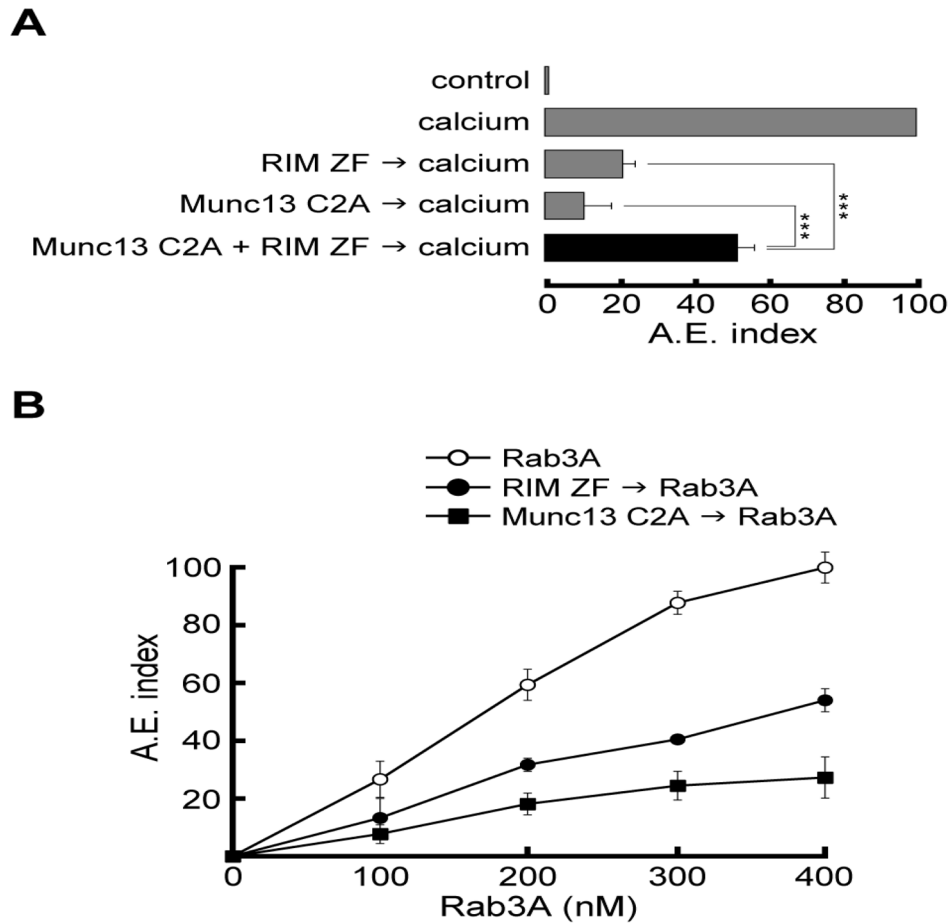 A
control
calcium
RIM ZF → calcium
Munc13 C2A → calcium
Munc13 C2A + RIM ZF → calcium
***
***
0 20 40 60 80 100
A.E. index
B
Rab3A
RIM ZF → Rab3A
Munc13 C2A → Rab3A
100
80
60
40
20
A.E. index
0 100 200 300 400
Rab3A (nM)